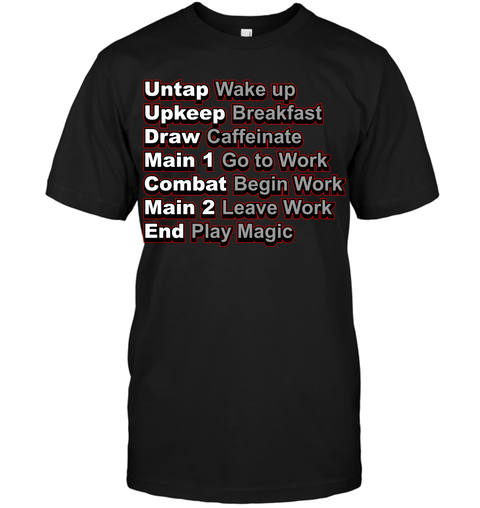 Untap Wake up
Upkeep Breakfast
Draw Caffeinate
Main 1 Go to Work
Combat Begin Work
Main 2 Leave Work
End Play Magic